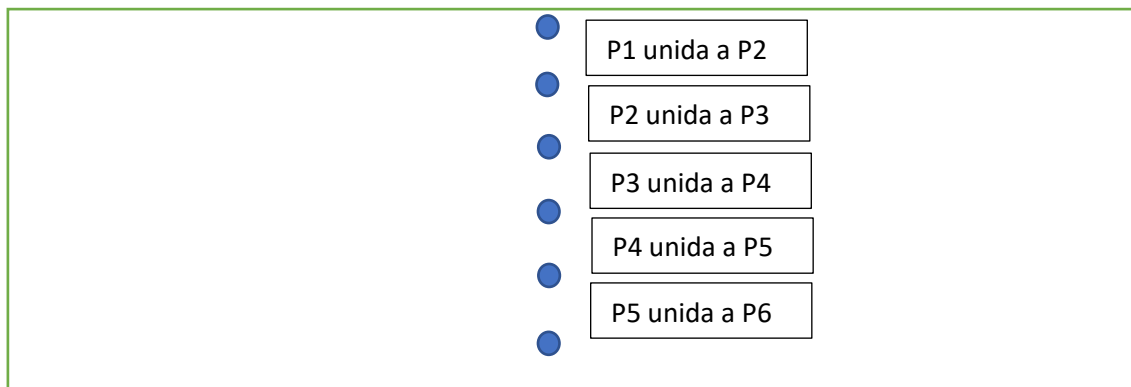 P1 unida a P2
P2 unida a P3
P3 unida a P4
P4 unida a P5
P5 unida a P6